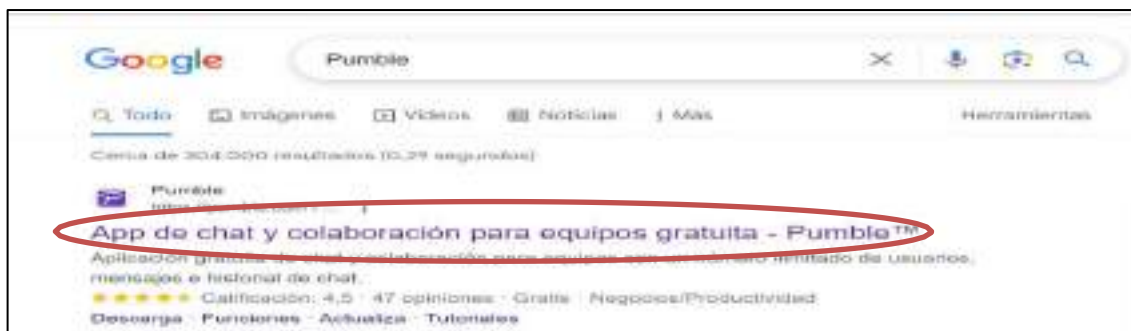 Google Pumble
Todo Imágenes Videos Noticias Más Herramientas
Cerca de 304.000 resultados (0,29 segundos)
Pumble
App de chat y colaboración para equipos gratuita - Pumble™
Aplicación gratuita de chat y colaboración para equipos con un número ilimitado de usuarios,
mensajes e historial de chat.
Calificación: 4,5 · 47 opiniones · Gratis · Negocios/Productividad
Descarga · Funciones · Actualiza · Tutoriales